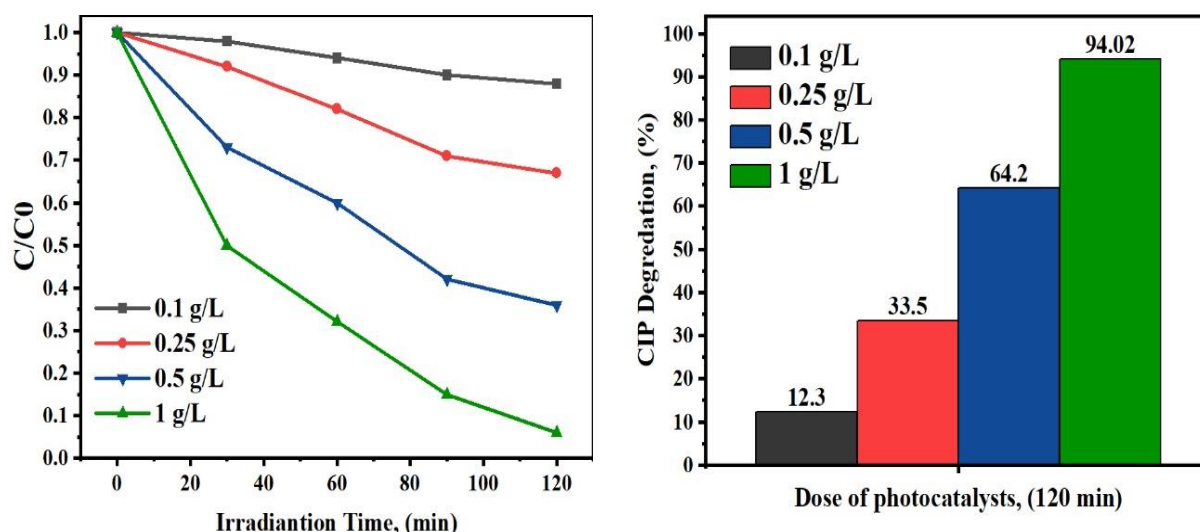 1.0
0.9
0.8
0.7
0.6
0.5
0.4
0.3
0.2
0.1
0.0
C/C0
0.1 g/L
0.25 g/L
0.5 g/L
1 g/L
0 20 40 60 80 100 120
Irradiantion Time, (min)
100
90
80
70
60
50
40
30
20
10
0
CIP Degredation, (%)
0.1 g/L
0.25 g/L
0.5 g/L
1 g/L
12.3
33.5
64.2
94.02
Dose of photocatalysts, (120 min)